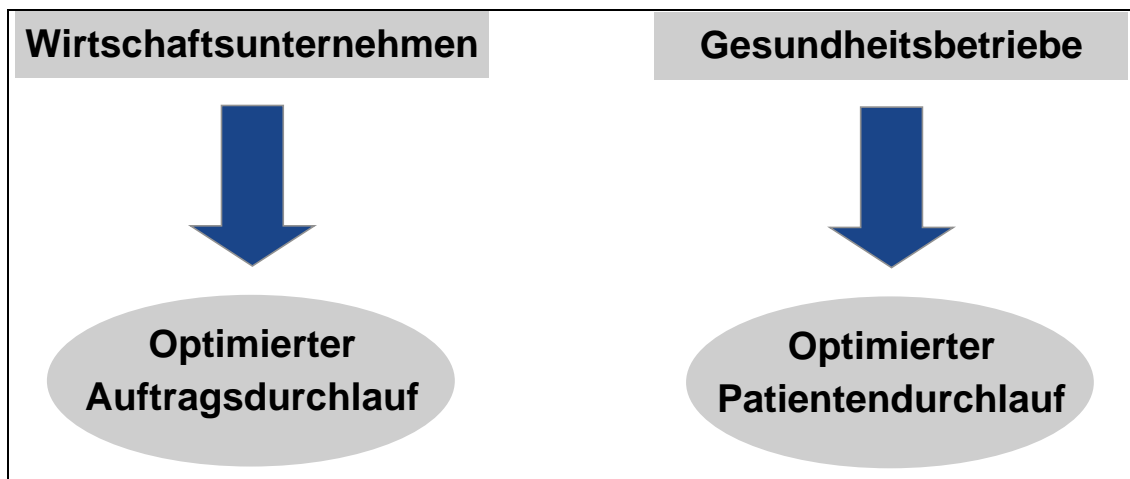 Wirtschaftsunternehmen
Gesundheitsbetriebe
Optimierter
Auftragsdurchlauf
Optimierter
Patientendurchlauf